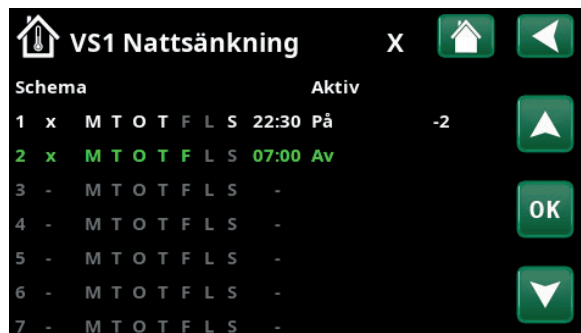 VS1 Nattsänkning X
Schema Aktiv
1 x M T O T F L S 22:30 På -2
2 x M T O T F L S 07:00 Av
3 - M T O T F L S -
4 - M T O T F L S -
OK
5 - M T O T F L S -
6 - M T O T F L S -
7 - M T O T F L S -